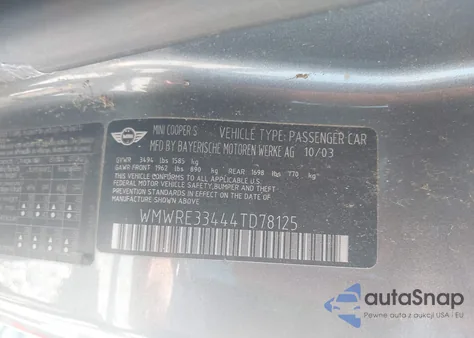 MINI COOPER S VEHICLE TYPE: PASSENGER CAR
MFD BY BAYERISCHE MOTOREN WERKE AG 10/03
GVWR 3494 lbs 1585 kg
GAWR FRONT 1962 lbs 890 kg REAR 1698 lbs 770 kg
THIS VEHICLE CONFORMS TO ALL APPLICABLE
FEDERAL MOTOR VEHICLE SAFETY,BUMPER AND THEFT-
PREVENTION STANDARDS IN EFFECT ON THE DATE OF
MANUFACTURE SHOWN ABOVE.
WMWRE33444TD78125
autoSnap
Pewne auta z aukcji USA i EU